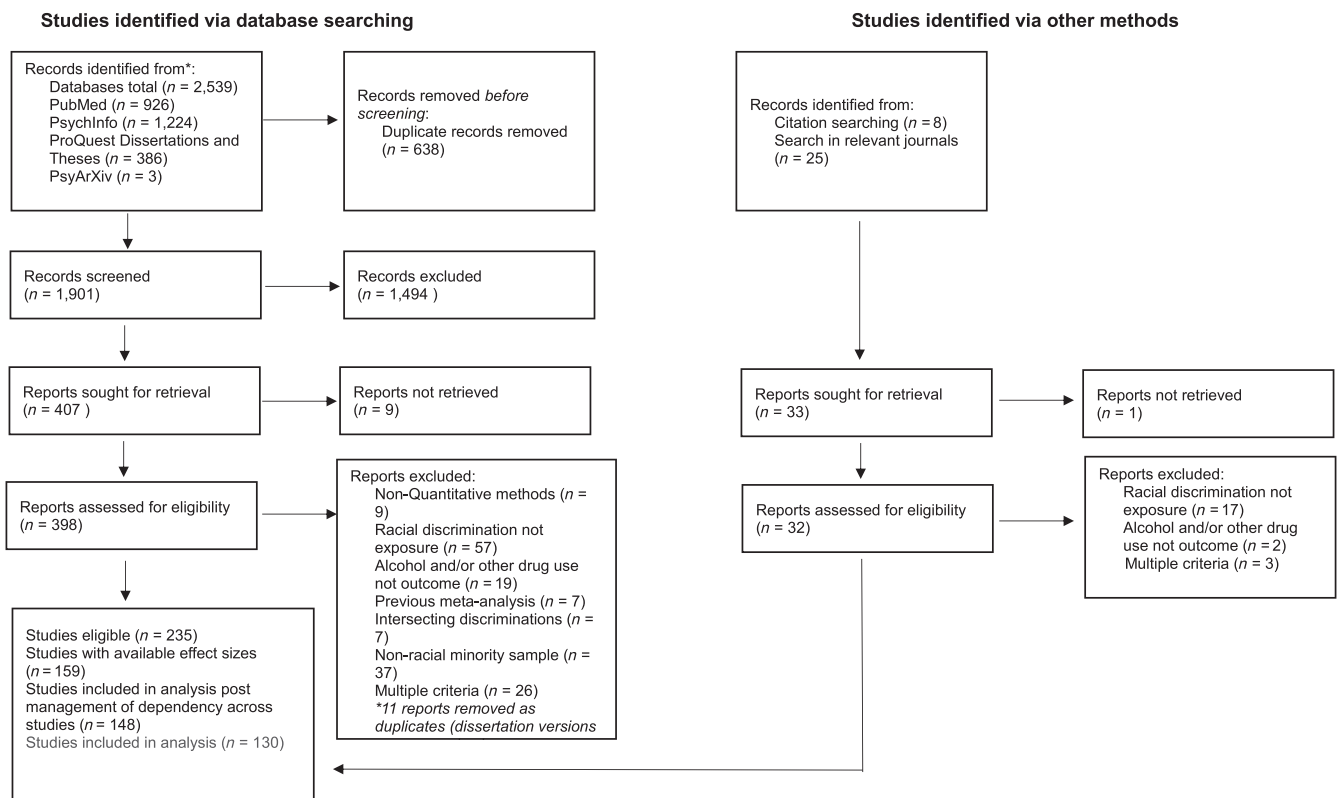 Studies identified via database searching
Records identified from*:
Databases total (n = 2,539)
PubMed (n = 926)
PsychInfo (n = 1,224)
ProQuest Dissertations and
Theses (n = 386)
PsyArXiv (n = 3)
Records removed before
screening:
Duplicate records removed
(n = 638)
Records screened
(n = 1,901)
Records excluded
(n = 1,494 )
Reports sought for retrieval
(n = 407 )
Reports not retrieved
(n = 9)
Reports assessed for eligibility
(n = 398)
Reports excluded:
Non-Quantitative methods (n =
9)
Racial discrimination not
exposure (n = 57)
Alcohol and/or other drug use
not outcome (n = 19)
Previous meta-analysis (n = 7)
Intersecting discriminations (n =
7)
Non-racial minority sample (n =
37)
Multiple criteria (n = 26)
*11 reports removed as
duplicates (dissertation versions
Studies eligible (n = 235)
Studies with available effect sizes
(n = 159)
Studies included in analysis post
management of dependency across
studies (n = 148)
Studies included in analysis (n = 130)
Studies identified via other methods
Records identified from:
Citation searching (n = 8)
Search in relevant journals
(n = 25)
Reports sought for retrieval
(n = 33)
Reports not retrieved
(n = 1)
Reports assessed for eligibility
(n = 32)
Reports excluded:
Racial discrimination not
exposure (n = 17)
Alcohol and/or other drug
use not outcome (n = 2)
Multiple criteria (n = 3)